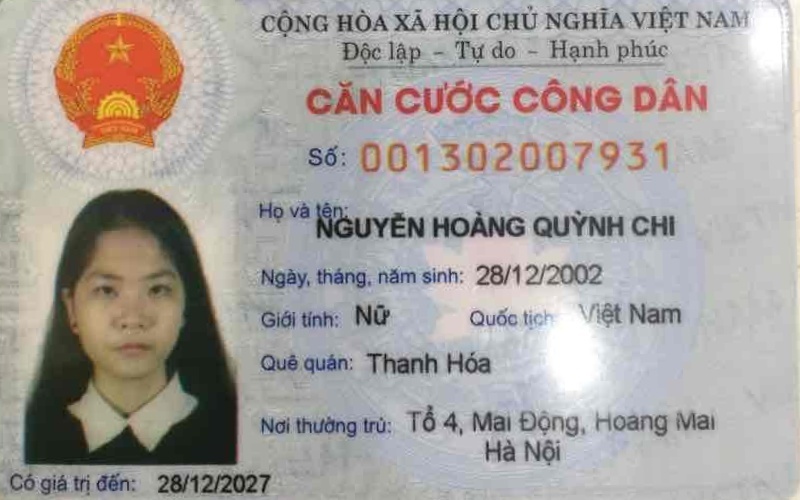 CỘNG HÒA XÃ HỘI CHỦ NGHĨA VIỆT NAM
Độc lập – Tự do – Hạnh phúc
CĂN CƯỚC CÔNG DÂN
Số: 001302007931
Họ và tên:
NGUYỄN HOÀNG QUỲNH CHI
Ngày, tháng, năm sinh: 28/12/2002
Giới tính: Nữ Quốc tịch Việt Nam
Quê quán: Thanh Hóa
Nơi thường trú: Tổ 4, Mai Động, Hoang Mai
Hà Nội
Có giá trị đến: 28/12/2027